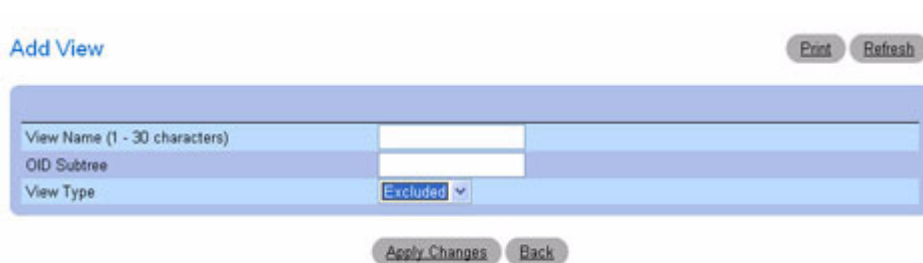 Add View
Print Refresh
View Name (1 - 30 characters)
OID Subtree
View Type Excluded
Apply Changes Back